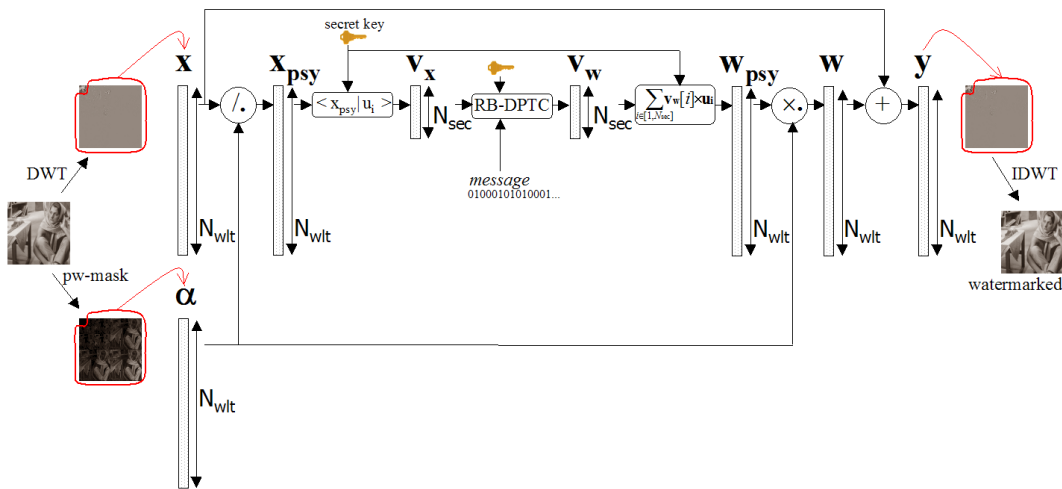 secret key
x
x_psy
v_x
v_w
w_psy
w
y
/.
< x_psy | u_i >
N_sec
RB-DPTC
N_sec
∑ v_w[i]×u_i
i∈[1,N_sec]
×.
+
DWT
message
01000101010001...
IDWT
N_wlt
N_wlt
N_wlt
N_wlt
N_wlt
pw-mask
watermarked
α
N_wlt